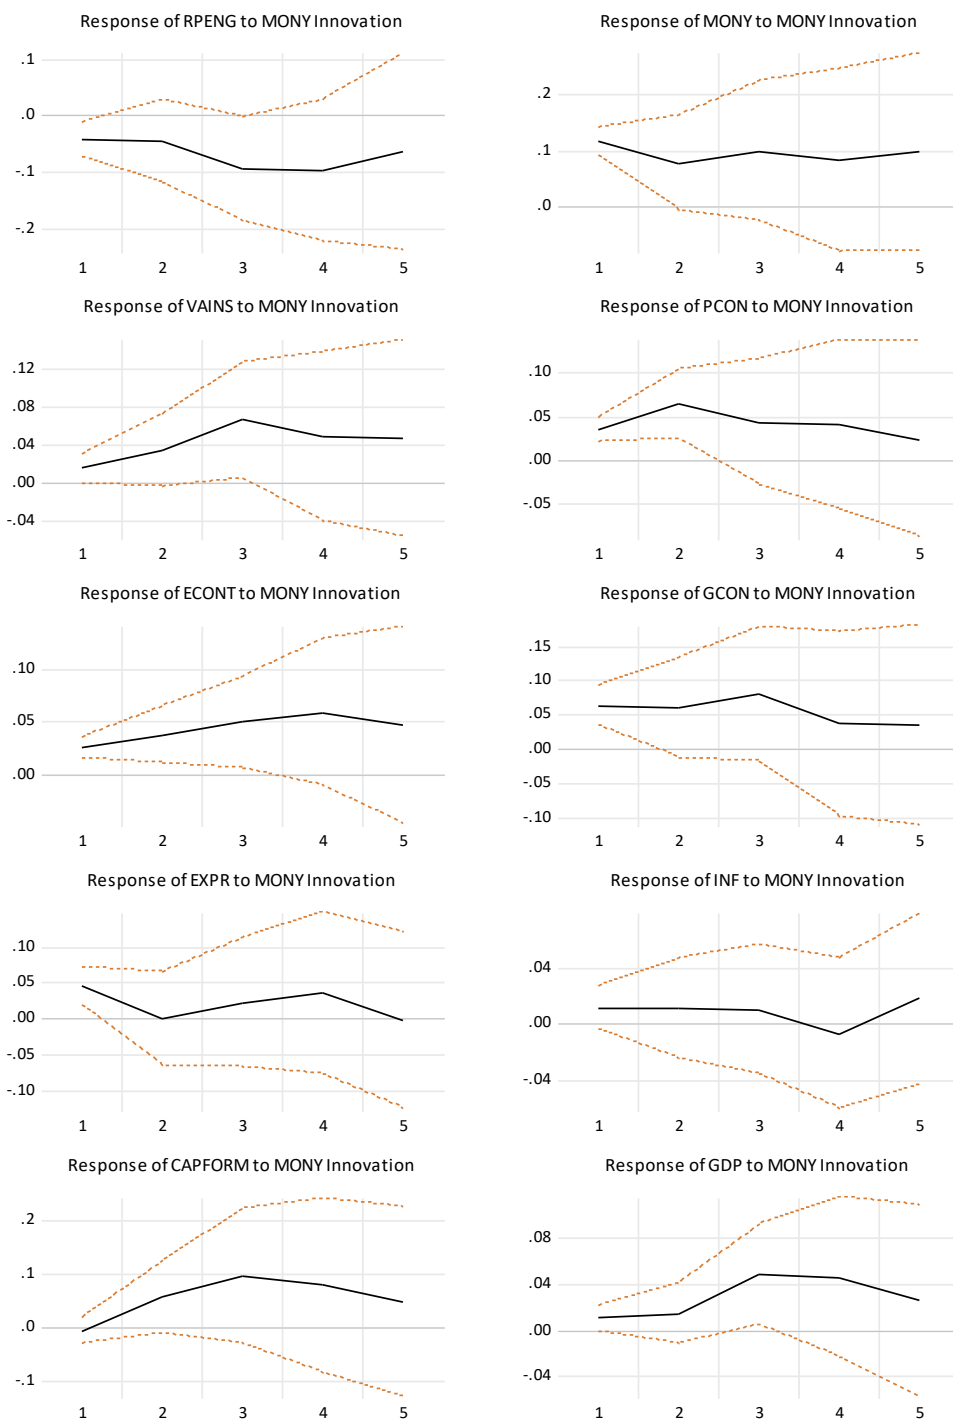 Response of RPENG to MONY Innovation
.1
.0
-.1
-.2
1 2 3 4 5
Response of MONY to MONY Innovation
.2
.1
.0
1 2 3 4 5
Response of VAINS to MONY Innovation
.12
.08
.04
.00
-.04
1 2 3 4 5
Response of PCON to MONY Innovation
.10
.05
.00
-.05
1 2 3 4 5
Response of ECONT to MONY Innovation
.10
.05
.00
1 2 3 4 5
Response of GCON to MONY Innovation
.15
.10
.05
.00
-.05
-.10
1 2 3 4 5
Response of EXPR to MONY Innovation
.10
.05
.00
-.05
-.10
1 2 3 4 5
Response of INF to MONY Innovation
.04
.00
-.04
1 2 3 4 5
Response of CAPFORM to MONY Innovation
.2
.1
.0
-.1
1 2 3 4 5
Response of GDP to MONY Innovation
.08
.04
.00
-.04
1 2 3 4 5